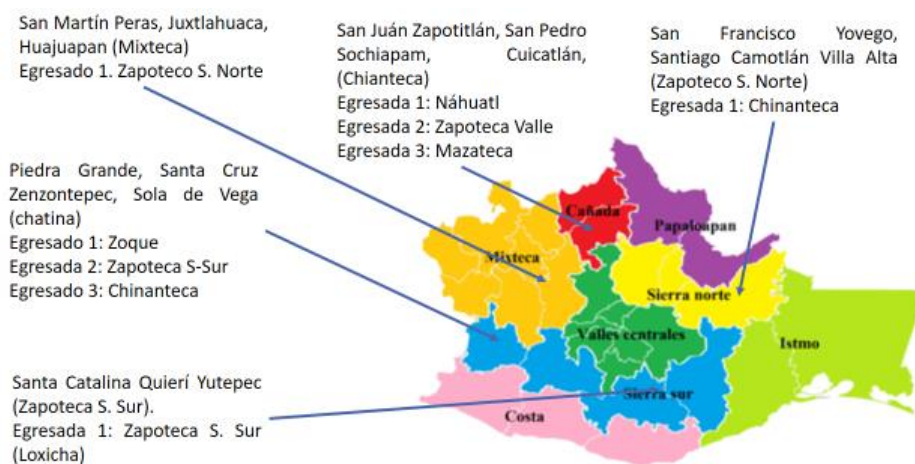 San Martín Peras, Juxtlahuaca,
Huajuapan (Mixteca)
Egresado 1. Zapoteco S. Norte
San Juán Zapotitlán, San Pedro
Sochiapam, Cuicatlán,
(Chianteca)
Egresada 1: Náhuatl
Egresada 2: Zapoteca Valle
Egresada 3: Mazateca
San Francisco Yovego,
Santiago Camotlán Villa Alta
(Zapoteco S. Norte)
Egresada 1: Chinanteca
Piedra Grande, Santa Cruz
Zenzontepec, Sola de Vega
(chatina)
Egresado 1: Zoque
Egresada 2: Zapoteca S-Sur
Egresado 3: Chinanteca
Santa Catalina Quierí Yutepec
(Zapoteca S. Sur).
Egresada 1: Zapoteca S. Sur
(Loxicha)
Cañada
Papaloapan
Mixteca
Sierra norte
Valles centrales
Istmo
Sierra sur
Costa